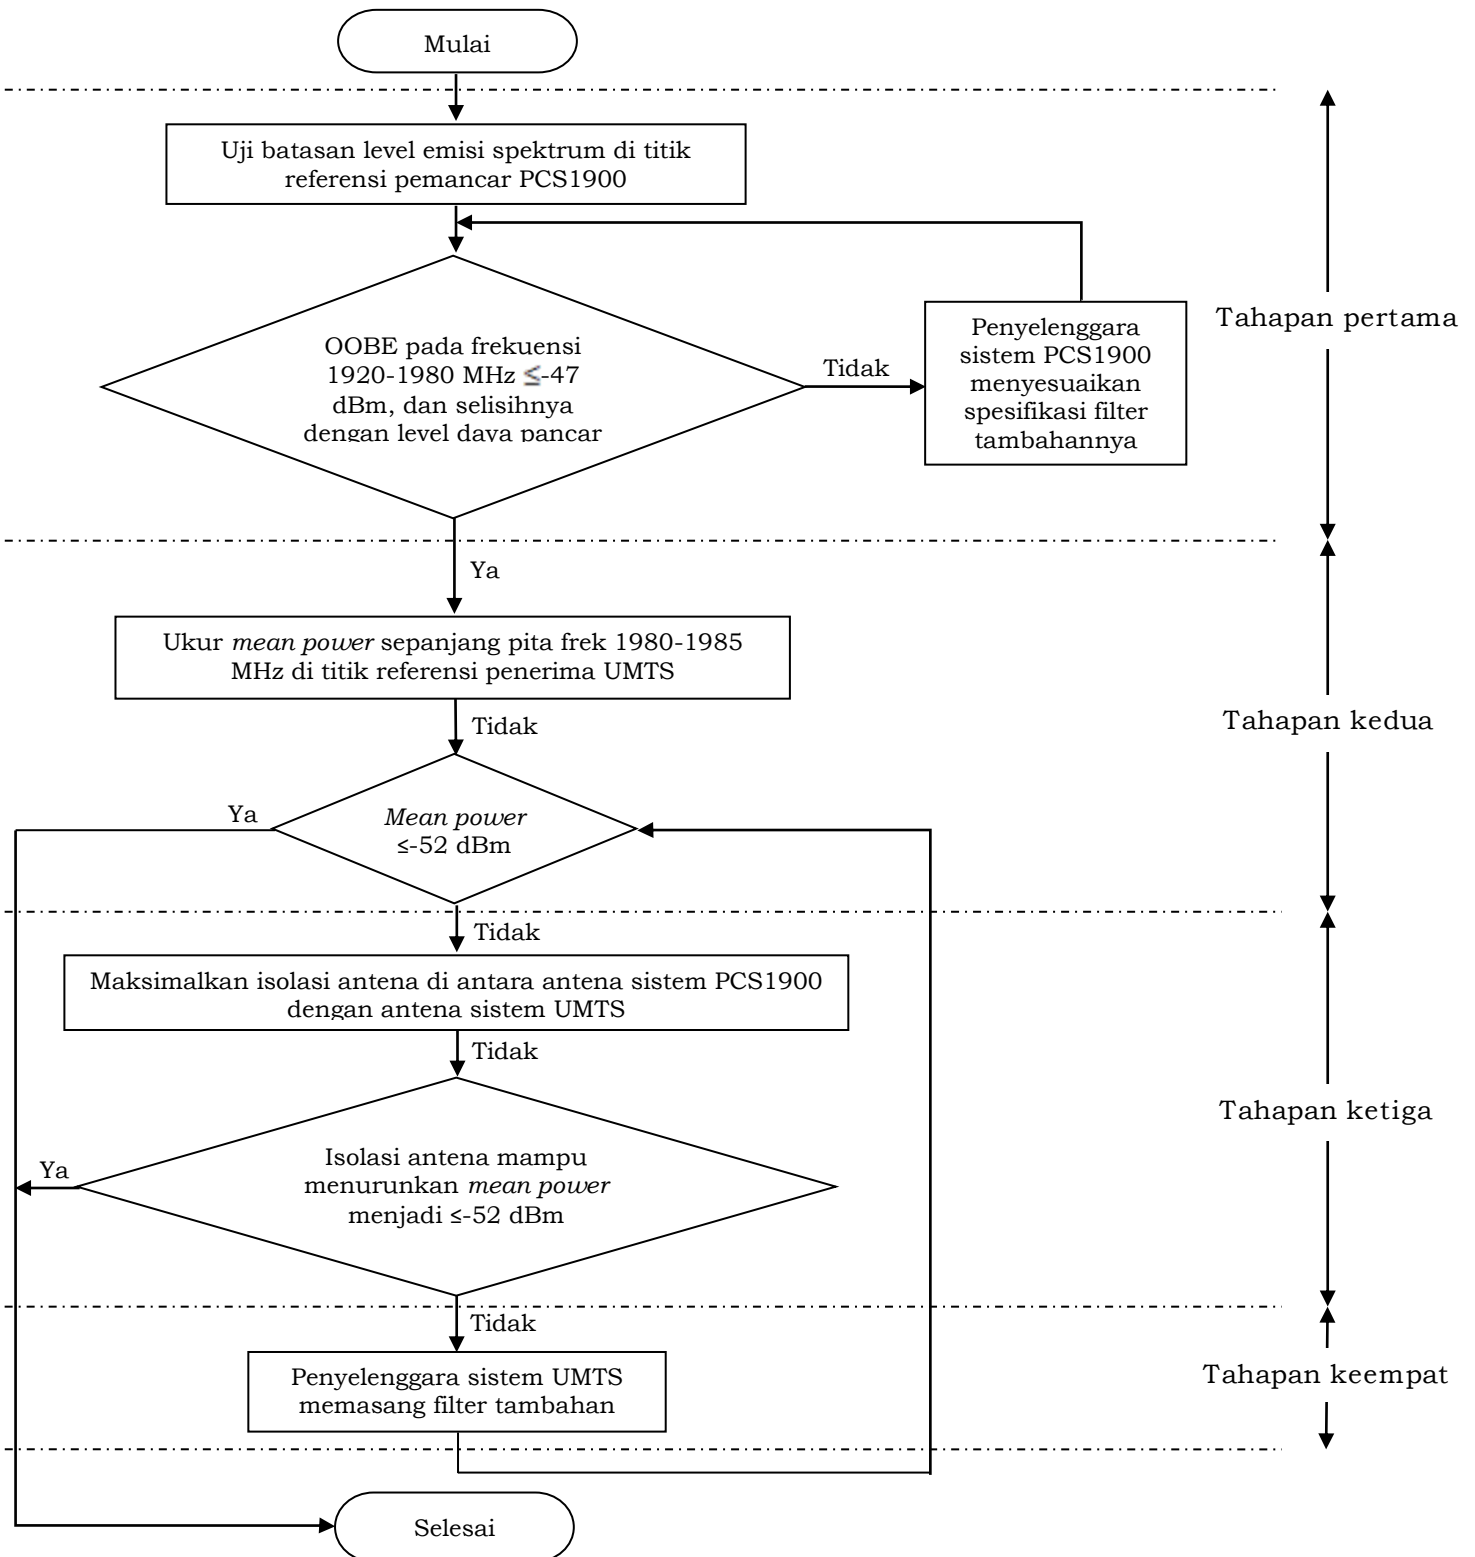 Mulai
Uji batasan level emisi spektrum di titik
referensi pemancar PCS1900
OOBE pada frekuensi
1920-1980 MHz ≤-47
dBm, dan selisihnya
dengan level daya pancar
Tidak
Penyelenggara
sistem PCS1900
menyesuaikan
spesifikasi filter
tambahannya
Tahapan pertama
Ya
Ukur mean power sepanjang pita frek 1980-1985
MHz di titik referensi penerima UMTS
Tidak
Tahapan kedua
Ya
Mean power
≤-52 dBm
Tidak
Maksimalkan isolasi antena di antara antena sistem PCS1900
dengan antena sistem UMTS
Tidak
Tahapan ketiga
Ya
Isolasi antena mampu
menurunkan mean power
menjadi ≤-52 dBm
Tidak
Penyelenggara sistem UMTS
memasang filter tambahan
Tahapan keempat
Selesai